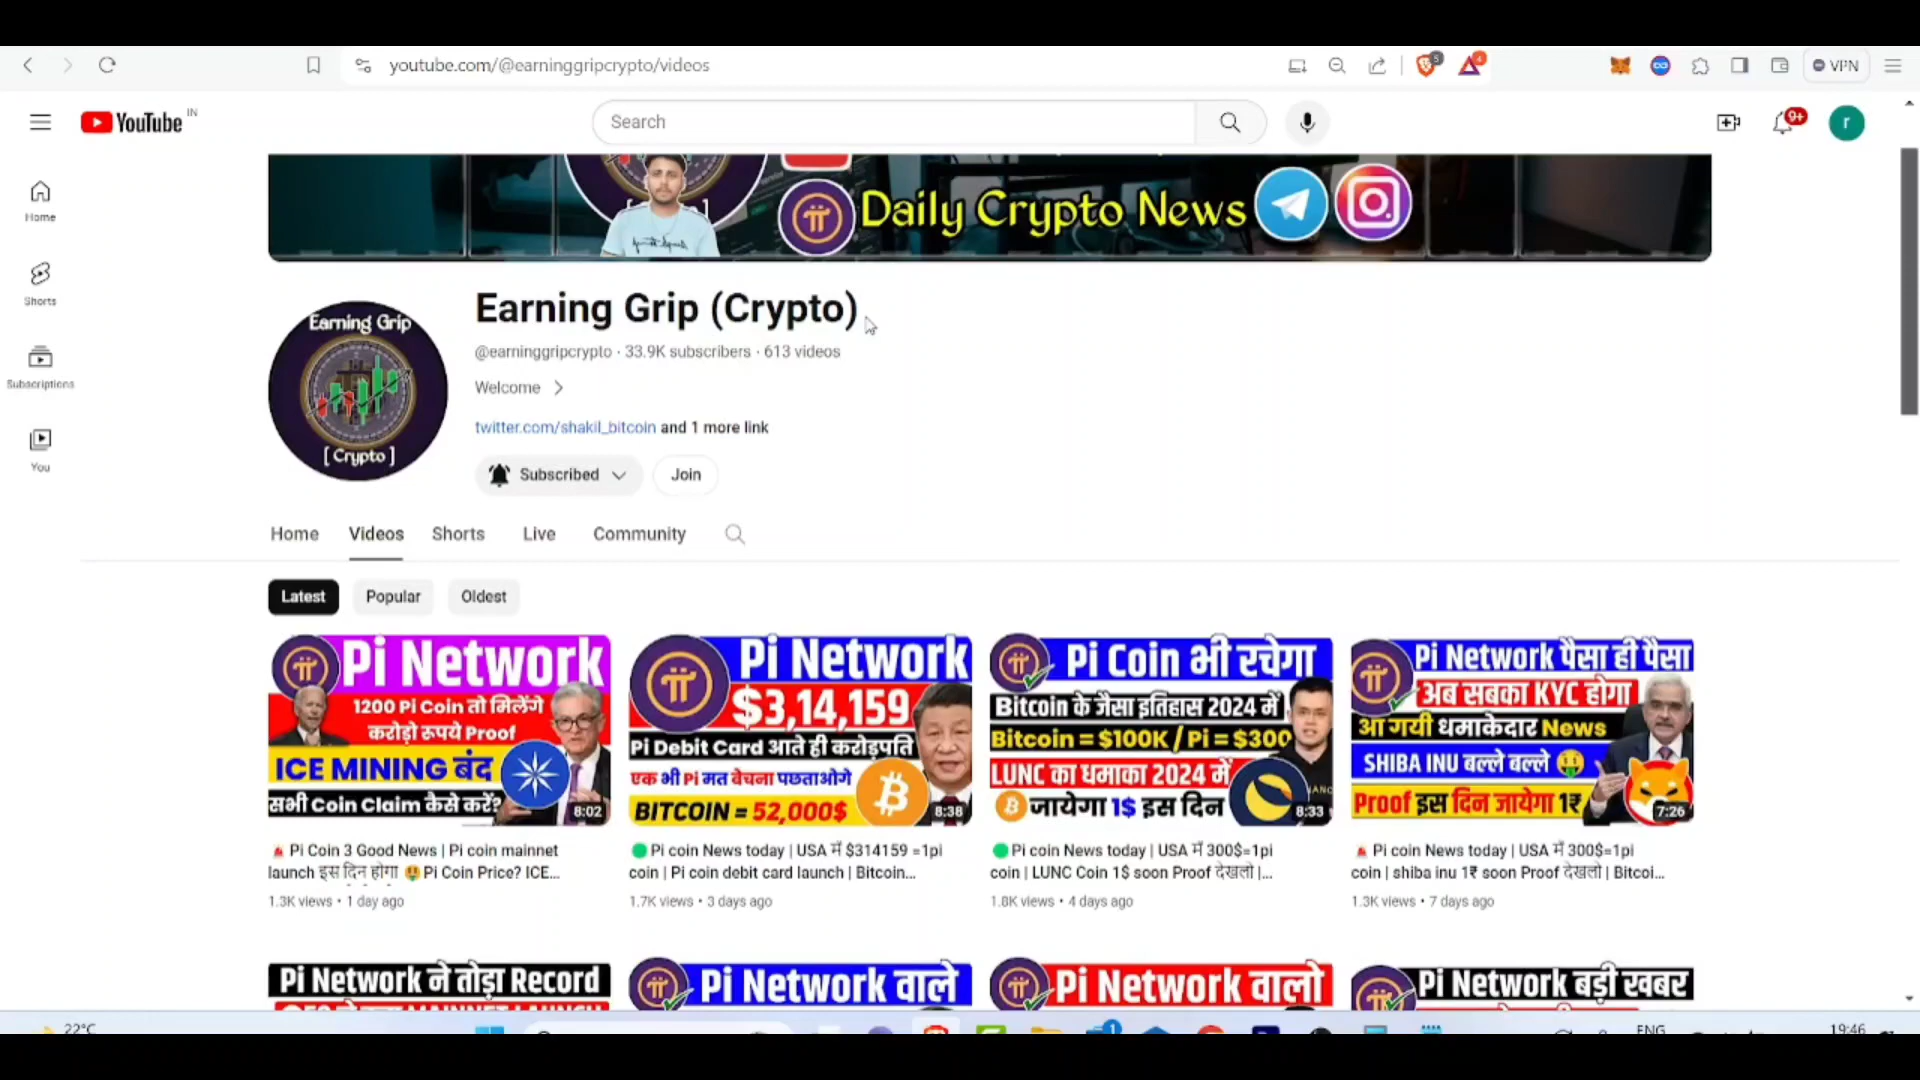 youtube.com/@earninggripcrypto/videos
5
4
VPN
YouTube IN
Search
9+
r
Home
Shorts
Subscriptions
You
Daily Crypto News
Earning Grip
[ Crypto ]
Earning Grip (Crypto)
@earninggripcrypto · 33.9K subscribers · 613 videos
Welcome
twitter.com/shakil_bitcoin and 1 more link
Subscribed
Join
Home Videos Shorts Live Community
Latest Popular Oldest
Pi Network
1200 Pi Coin तो मिलेंगे
करोड़ो रूपये Proof
ICE MINING बंद
सभी Coin Claim कैसे करें?
8:02
Pi Coin 3 Good News | Pi coin mainnet
launch इस दिन होगा 🤑Pi Coin Price? ICE...
1.3K views • 1 day ago
Pi Network
$3,14,159
Pi Debit Card आते ही करोड़पति
एक भी Pi मत बेचना पछताओगे
BITCOIN = 52,000$
8:38
🟢Pi coin News today | USA में $314159 =1pi
coin | Pi coin debit card launch | Bitcoin...
1.7K views • 3 days ago
Pi Coin भी रचेगा
Bitcoin के जैसा इतिहास 2024 में
Bitcoin = $100K / Pi = $300
LUNC का धमाका 2024 में
जायेगा 1$ इस दिन
8:33
🟢Pi coin News today | USA में 300$=1pi
coin | LUNC Coin 1$ soon Proof देखलो |...
1.8K views • 4 days ago
Pi Network पैसा ही पैसा
अब सबका KYC होगा
आ गयी धमाकेदार News
SHIBA INU बल्ले बल्ले 🤑
Proof इस दिन जायेगा 1₹
7:26
Pi coin News today | USA में 300$=1pi
coin | shiba inu 1₹ soon Proof देखलो | Bitcoi...
1.3K views • 7 days ago
Pi Network ने तोड़ा Record
Pi Network वाले
Pi Network वालो
Pi Network बड़ी खबर
22°C
1
ENG
19:46